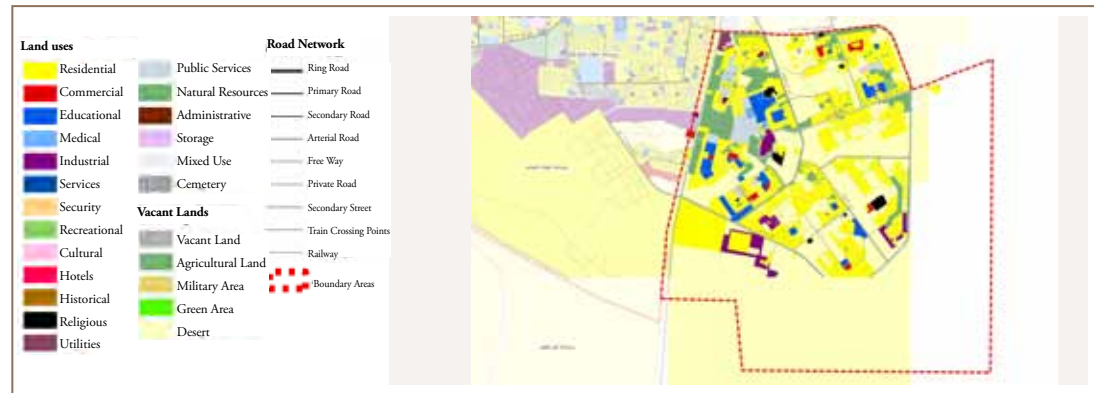 Land uses
Residential
Commercial
Educational
Medical
Industrial
Services
Security
Recreational
Cultural
Hotels
Historical
Religious
Utilities
Public Services
Natural Resources
Administrative
Storage
Mixed Use
Cemetery
Vacant Lands
Vacant Land
Agricultural Land
Military Area
Green Area
Desert
Road Network
Ring Road
Primary Road
Secondary Road
Arterial Road
Free Way
Private Road
Secondary Street
Train Crossing Points
Railway
Boundary Areas